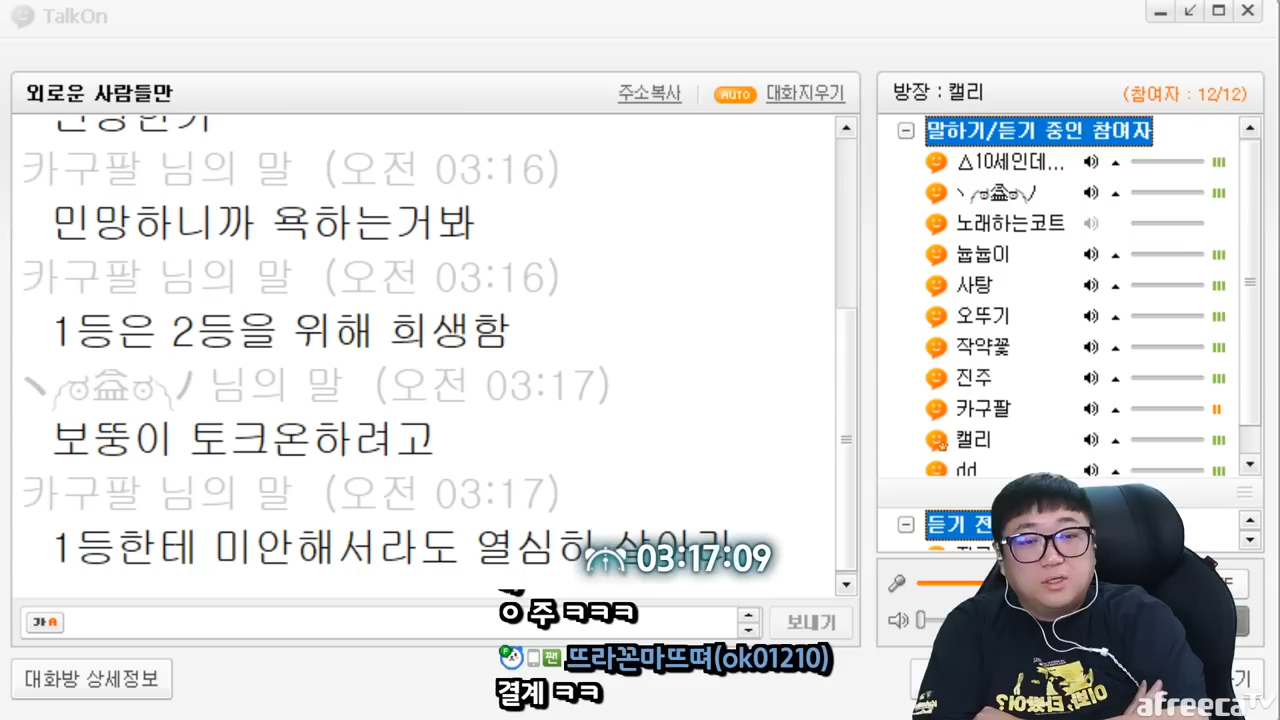 TalkOn
외로운 사람들만
주소복사
AUTO
대화지우기
카구팔 님의 말 (오전 03:16)
민망하니까 욕하는거봐
카구팔 님의 말 (오전 03:16)
1등은 2등을 위해 희생함
님의 말 (오전 03:17)
보뚱이 토크온하려고
카구팔 님의 말 (오전 03:17)
1등한테 미안해서라도 열심히 살아라
03:17:09
ㅇ 주 ㅋㅋㅋ
팬 뜨라꼰마뜨뗘(ok01210)
결계 ㅋㅋ
가A
보내기
대화방 상세정보
방장 : 캘리
(참여자 : 12/12)
말하기/듣기 중인 참여자
△10세인데...
노래하는코트
늅늅이
사탕
오뚜기
작약꽃
진주
카구팔
캘리
dd
듣기 전
afreecaTV